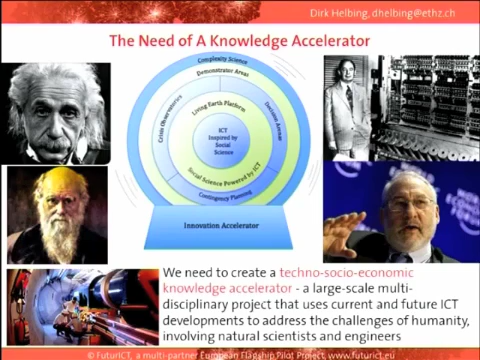 Dirk Helbing, dhelbing@ethz.ch
The Need of A Knowledge Accelerator
Complexity Science
Demonstrator Areas
Crisis Observatories
Living Earth Platform
Decision Arenas
ICT
Inspired by
Social
Science
Social Science Powered by ICT
Contingency Planning
Innovation Accelerator
We need to create a techno-socio-economic
knowledge accelerator - a large-scale multi-
disciplinary project that uses current and future ICT
developments to address the challenges of humanity,
involving natural scientists and engineers
© FuturICT, a multi-partner European Flagship Pilot Project, www.futurict.eu